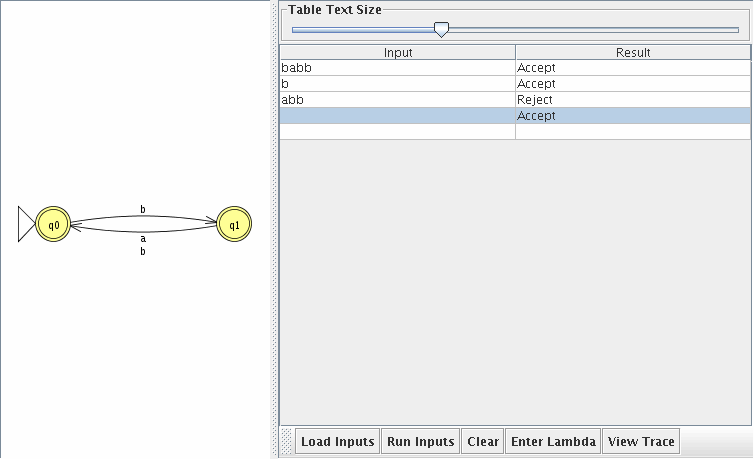 Table Text Size
Input Result
babb Accept
b Accept
abb Reject
Accept
b
q0 q1
a
b
Load Inputs Run Inputs Clear Enter Lambda View Trace